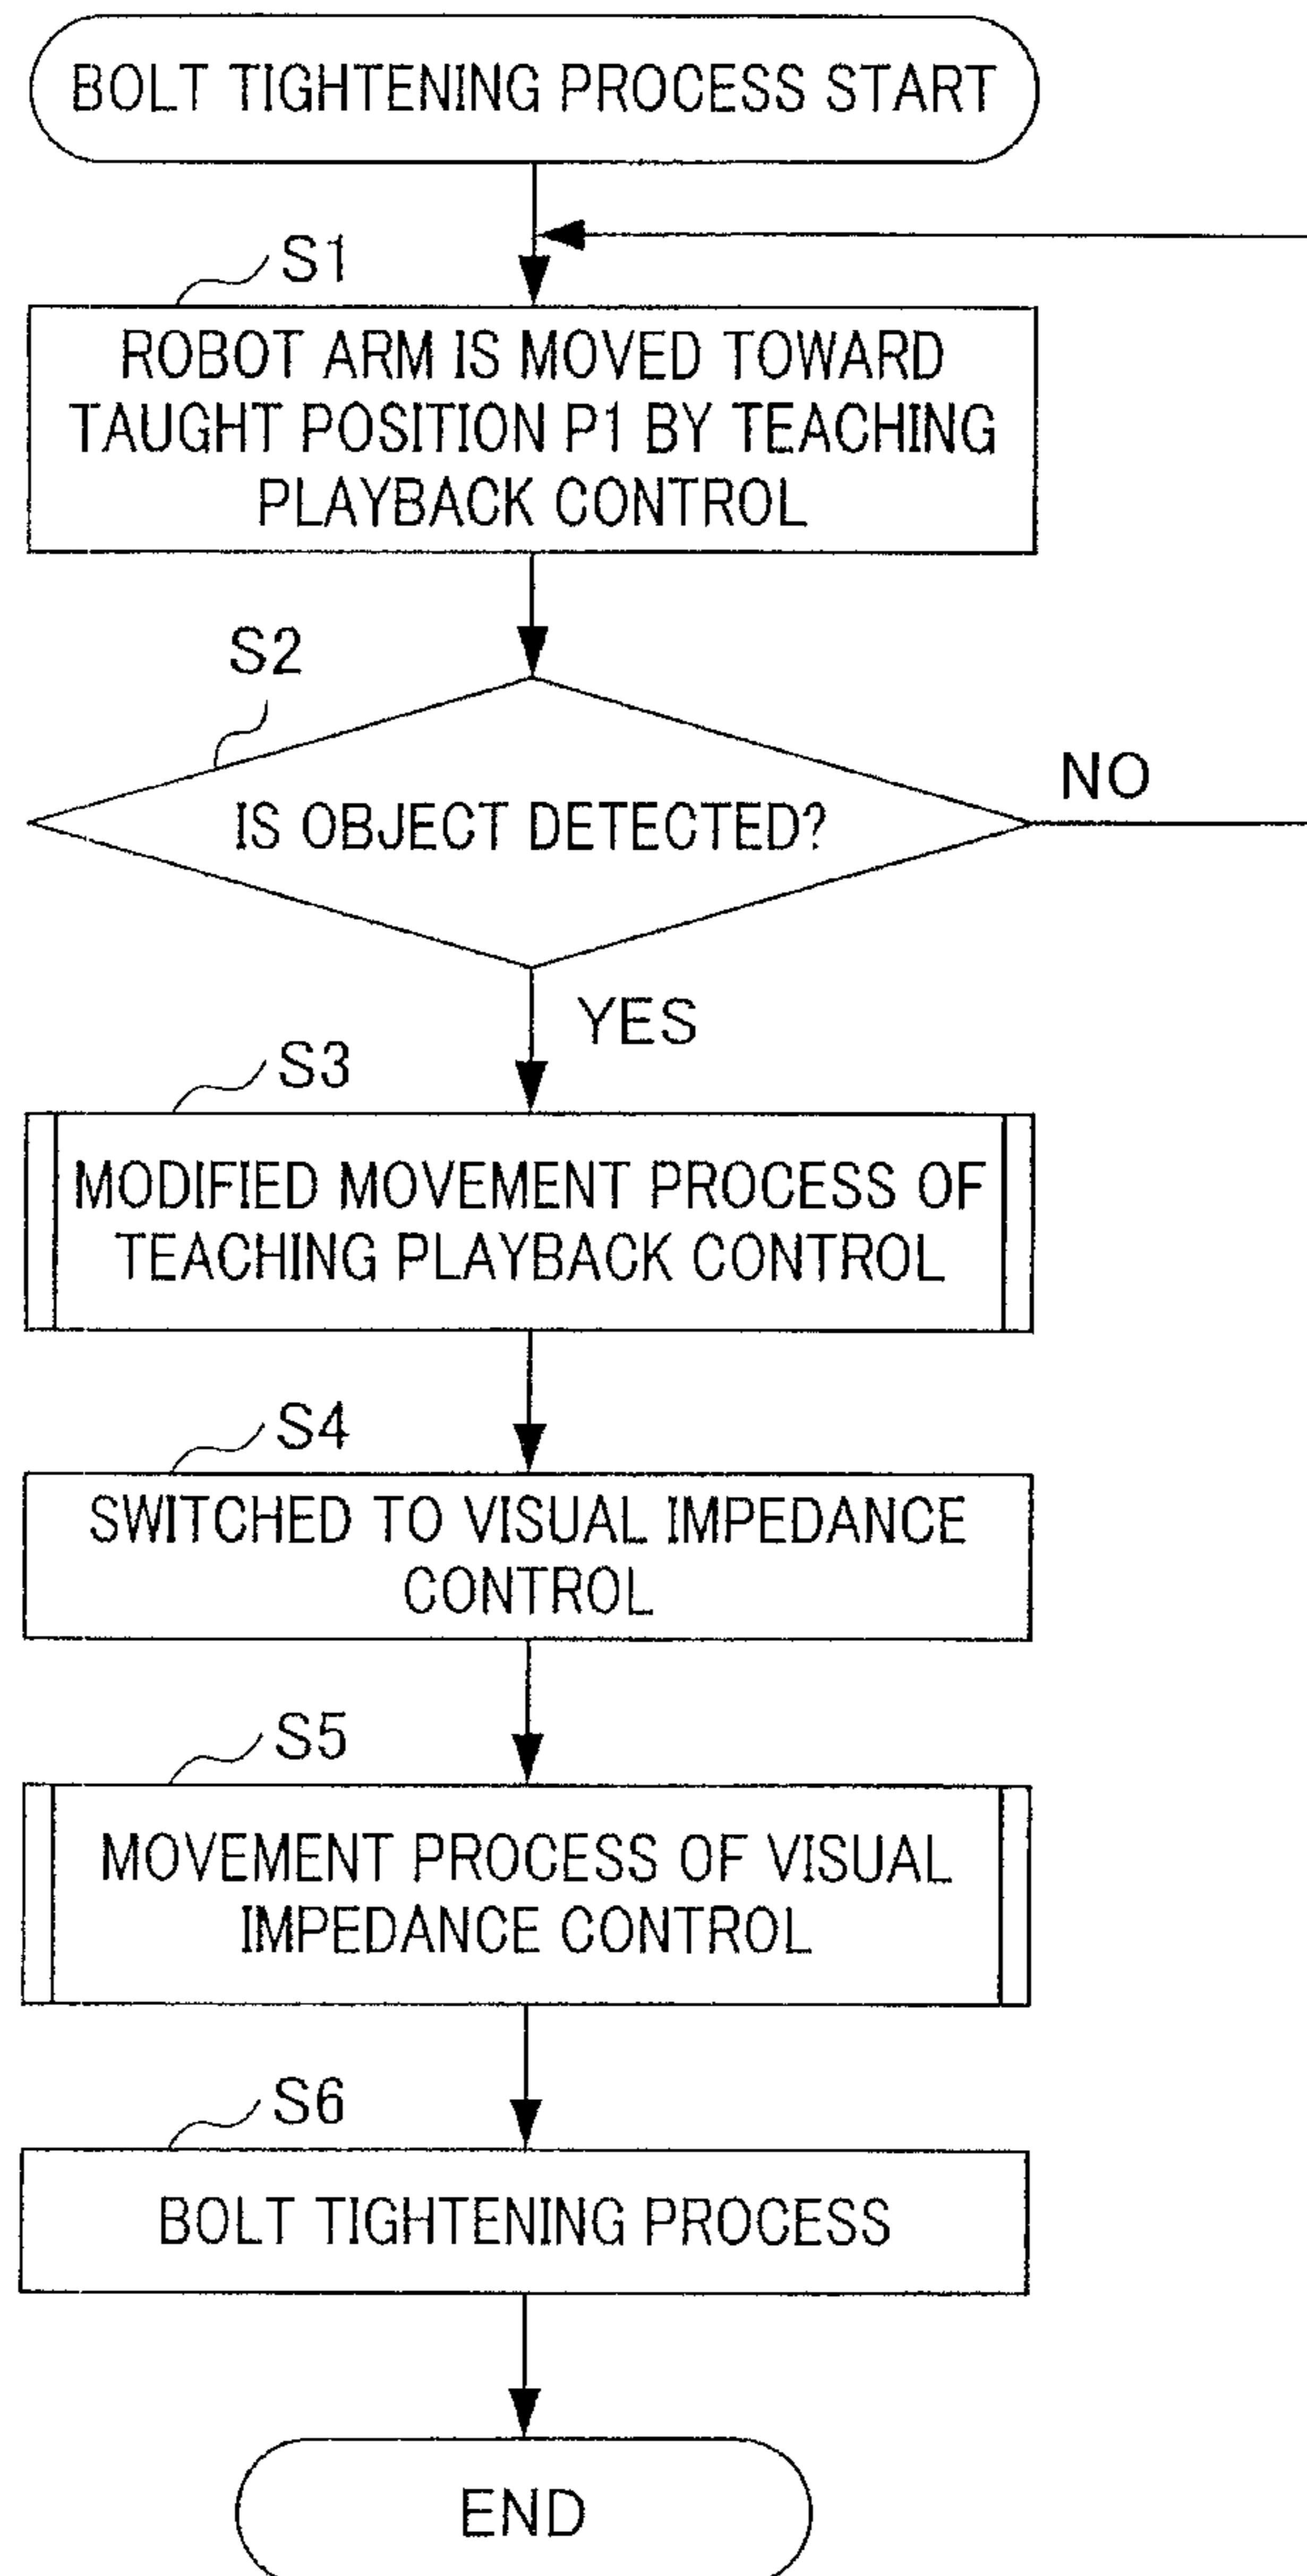 BOLT TIGHTENING PROCESS START
S1
ROBOT ARM IS MOVED TOWARD
TAUGHT POSITION P1 BY TEACHING
PLAYBACK CONTROL
S2
IS OBJECT DETECTED?
NO
YES
S3
MODIFIED MOVEMENT PROCESS OF
TEACHING PLAYBACK CONTROL
S4
SWITCHED TO VISUAL IMPEDANCE
CONTROL
S5
MOVEMENT PROCESS OF VISUAL
IMPEDANCE CONTROL
S6
BOLT TIGHTENING PROCESS
END